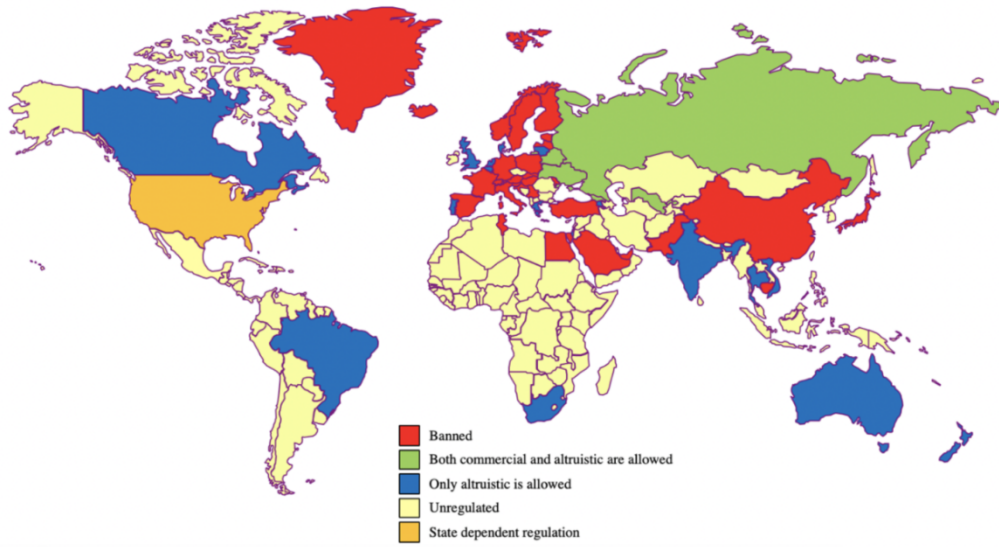 Banned
Both commercial and altruistic are allowed
Only altruistic is allowed
Unregulated
State dependent regulation